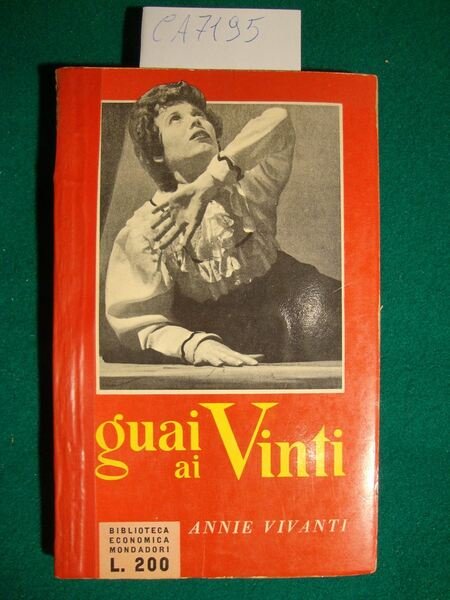 CA7195
guai
ai Vinti
ANNIE VIVANTI
BIBLIOTECA
ECONOMICA
MONDADORI
L. 200